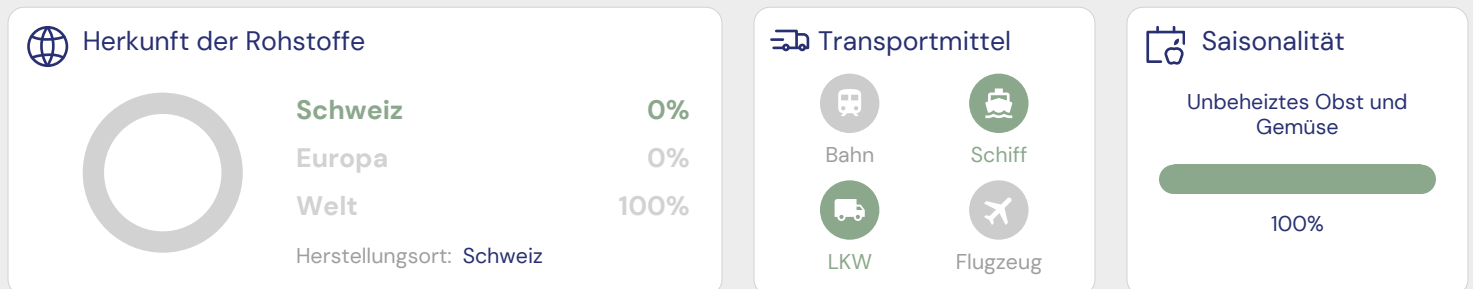 Herkunft der Rohstoffe
Schweiz 0%
Europa 0%
Welt 100%
Herstellungsort: Schweiz
Transportmittel
Bahn Schiff
LKW Flugzeug
Saisonalität
Unbeheiztes Obst und
Gemüse
100%